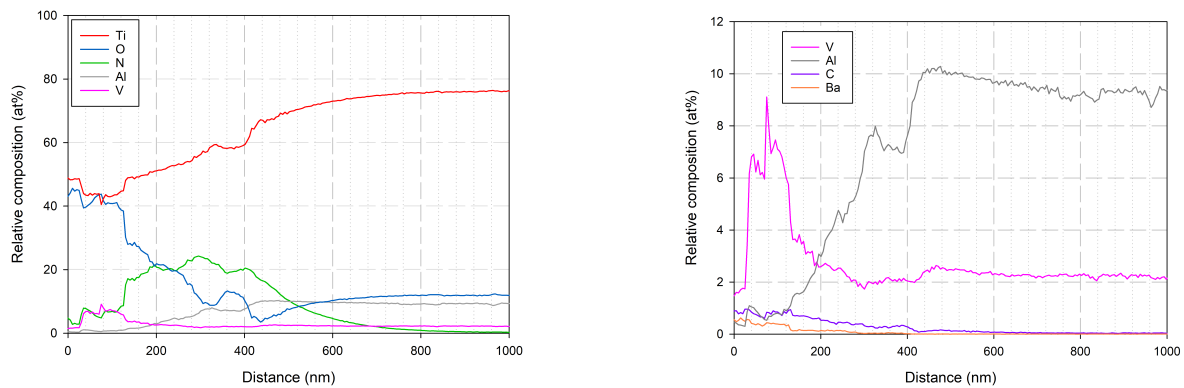 100
80
60
40
20
0
0 200 400 600 800 1000
Relative composition (at%)
Distance (nm)
Ti
O
N
Al
V
12
10
8
6
4
2
0
0 200 400 600 800 1000
Relative composition (at%)
Distance (nm)
V
Al
C
Ba